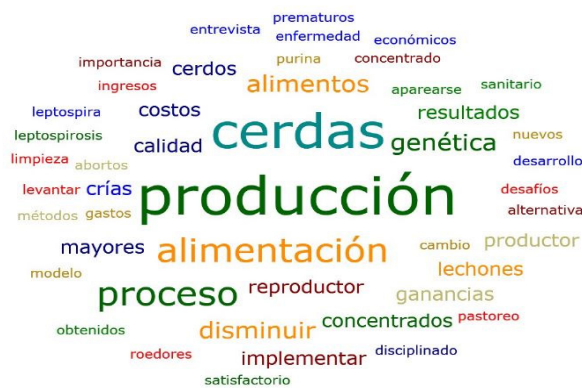 prematuros
entrevista enfermedad económicos
importancia cerdos purina concentrado
ingresos alimentos aparearse sanitario
leptospira costos cerdas resultados
leptospirosis calidad genética nuevos
limpieza abortos desarrollo
levantar crías producción desafíos
métodos gastos alternativa
mayores alimentación cambio productor
modelo lechones
proceso reproductor ganancias
obtenidos disminuir concentrados pastoreo
roedores implementar disciplinado
satisfactorio